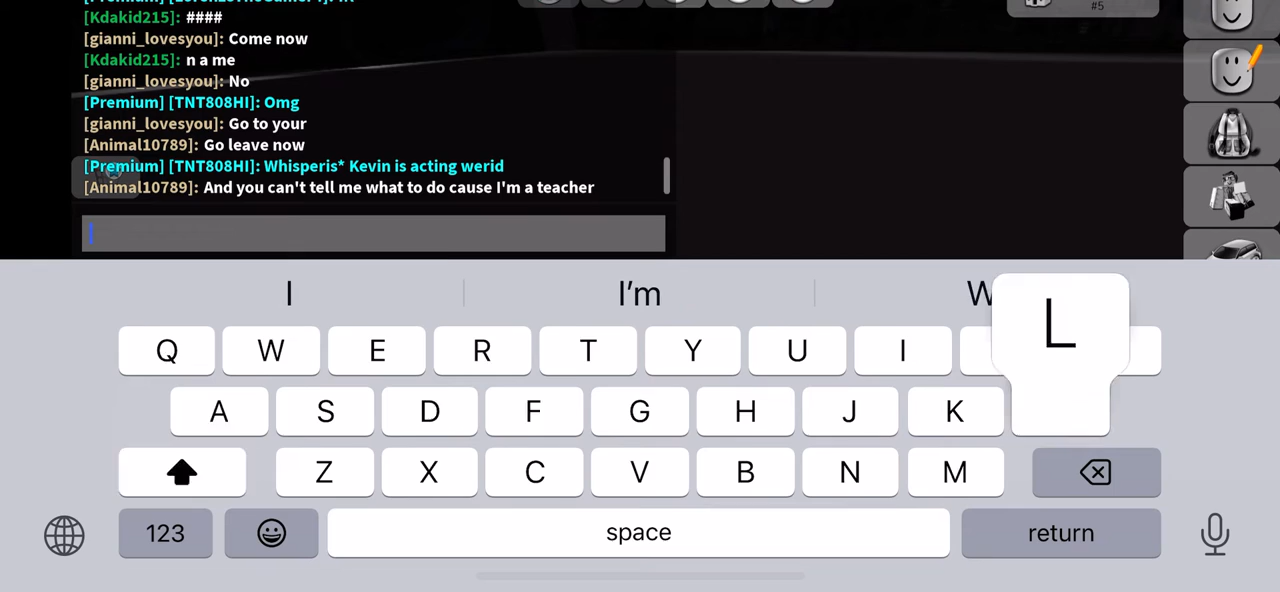 [Kdakid215]: ####
[gianni_lovesyou]: Come now
[Kdakid215]: n a me
[gianni_lovesyou]: No
[Premium] [TNT808HI]: Omg
[gianni_lovesyou]: Go to your
[Animal10789]: Go leave now
[Premium] [TNT808HI]: Whisperis* Kevin is acting werid
[Animal10789]: And you can't tell me what to do cause I'm a teacher
#5
I I'm
L
Q W E R T Y U I
A S D F G H J K
Z X C V B N M
123 space return